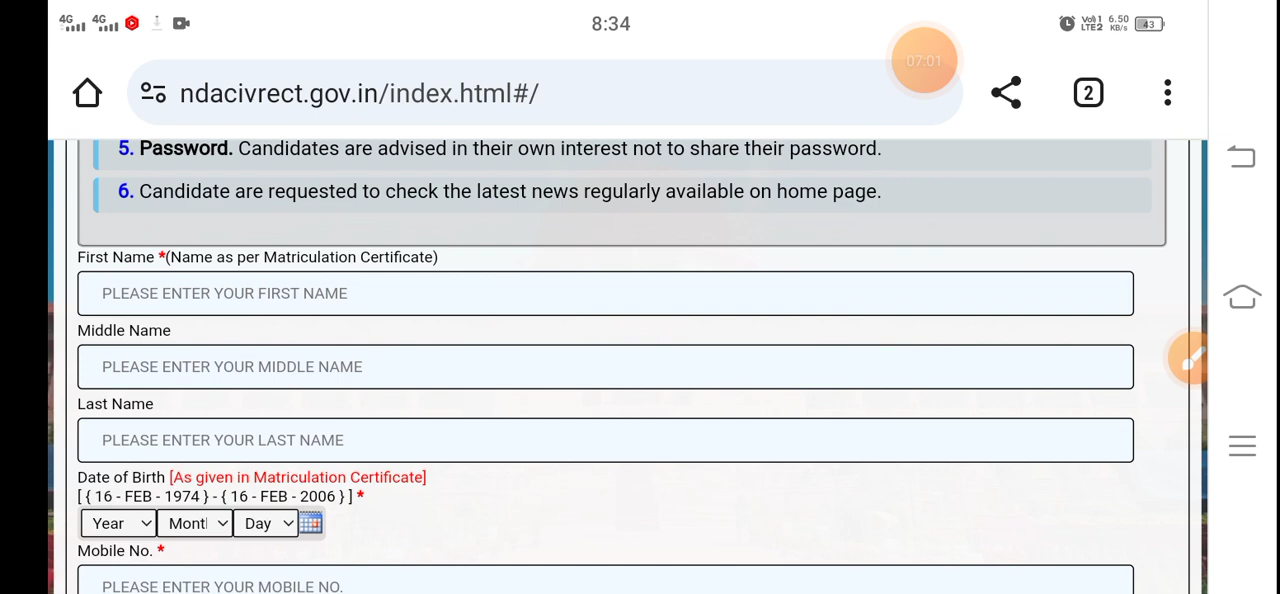 4G 4G 8:34 Vo)) 1 LTE2 6.50 KB/s 43
07:01
ndacivrect.gov.in/index.html#/ 2
5. Password. Candidates are advised in their own interest not to share their password.
6. Candidate are requested to check the latest news regularly available on home page.
First Name *(Name as per Matriculation Certificate)
PLEASE ENTER YOUR FIRST NAME
Middle Name
PLEASE ENTER YOUR MIDDLE NAME
Last Name
PLEASE ENTER YOUR LAST NAME
Date of Birth [As given in Matriculation Certificate]
[ { 16 - FEB - 1974 } - { 16 - FEB - 2006 } ] *
Year Month Day
Mobile No. *
PLEASE ENTER YOUR MOBILE NO.